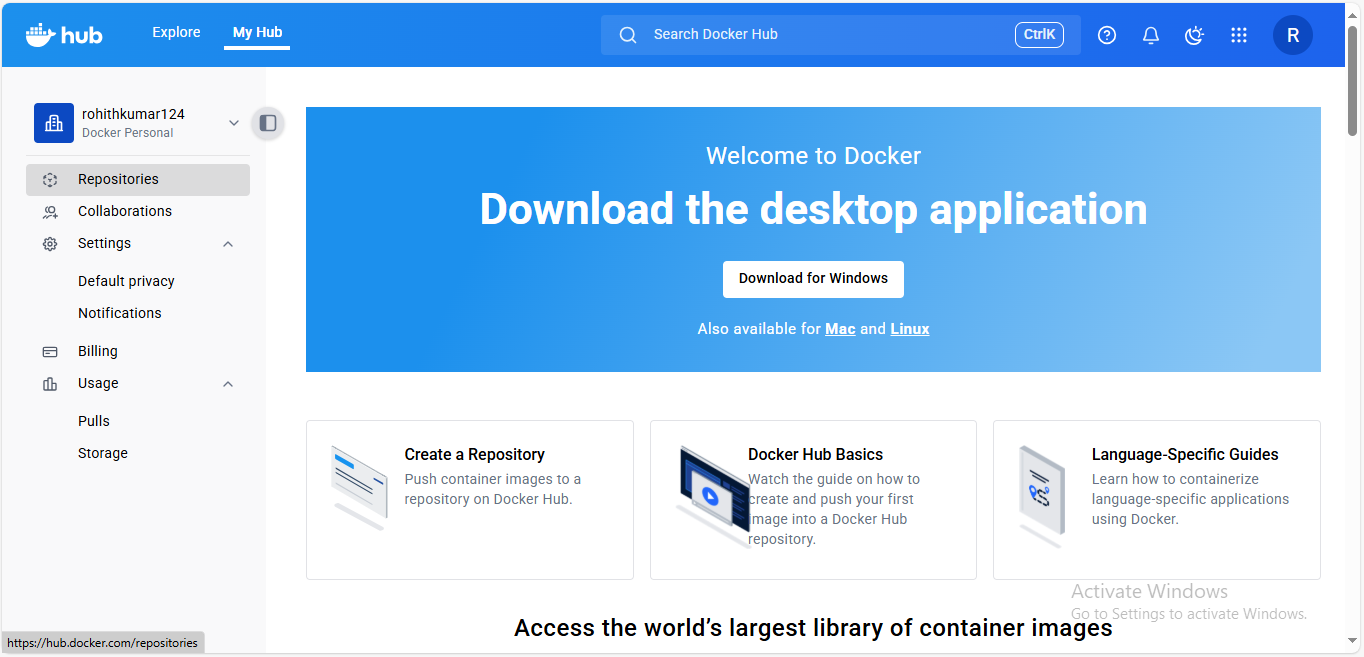 hub
Explore
My Hub
Search Docker Hub
CtrlK
R
rohithkumar124
Docker Personal
Repositories
Collaborations
Settings
Default privacy
Notifications
Billing
Usage
Pulls
Storage
Welcome to Docker
Download the desktop application
Download for Windows
Also available for Mac and Linux
Create a Repository
Push container images to a
repository on Docker Hub.
Docker Hub Basics
Watch the guide on how to
create and push your first
image into a Docker Hub
repository.
Language-Specific Guides
Learn how to containerize
language-specific applications
using Docker.
Activate Windows
Go to Settings to activate Windows.
Access the world’s largest library of container images
https://hub.docker.com/repositories